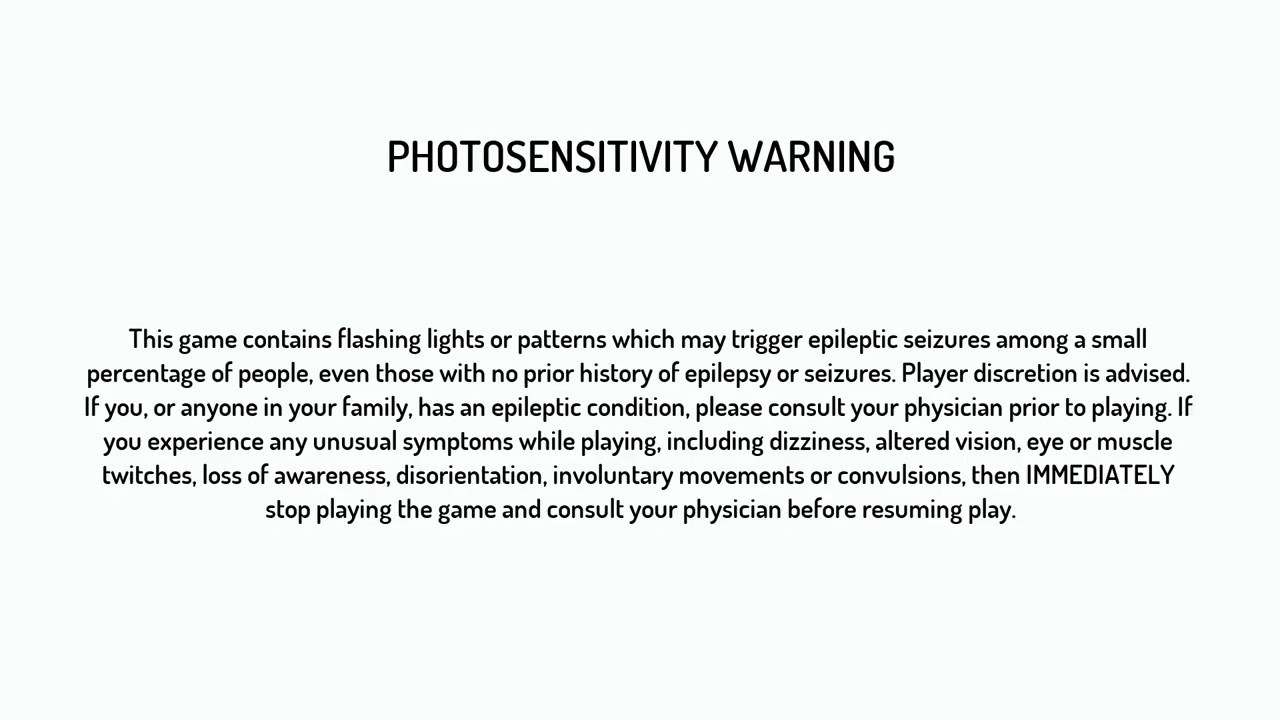 PHOTOSENSITIVITY WARNING
This game contains flashing lights or patterns which may trigger epileptic seizures among a small
percentage of people, even those with no prior history of epilepsy or seizures. Player discretion is advised.
If you, or anyone in your family, has an epileptic condition, please consult your physician prior to playing. If
you experience any unusual symptoms while playing, including dizziness, altered vision, eye or muscle
twitches, loss of awareness, disorientation, involuntary movements or convulsions, then IMMEDIATELY
stop playing the game and consult your physician before resuming play.